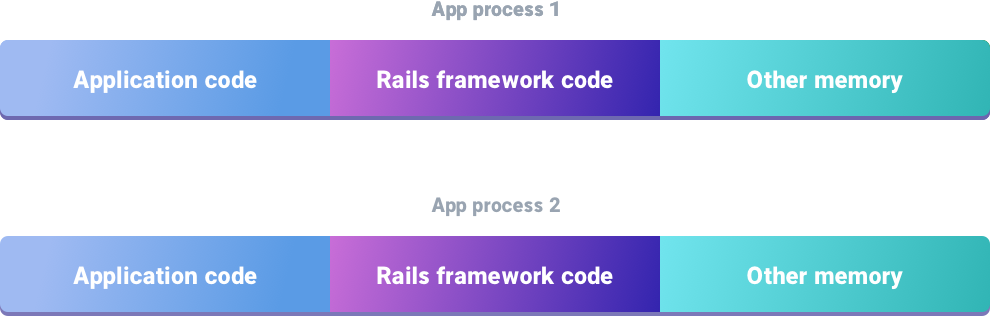 App process 1
Application code
Rails framework code
Other memory
App process 2
Application code
Rails framework code
Other memory